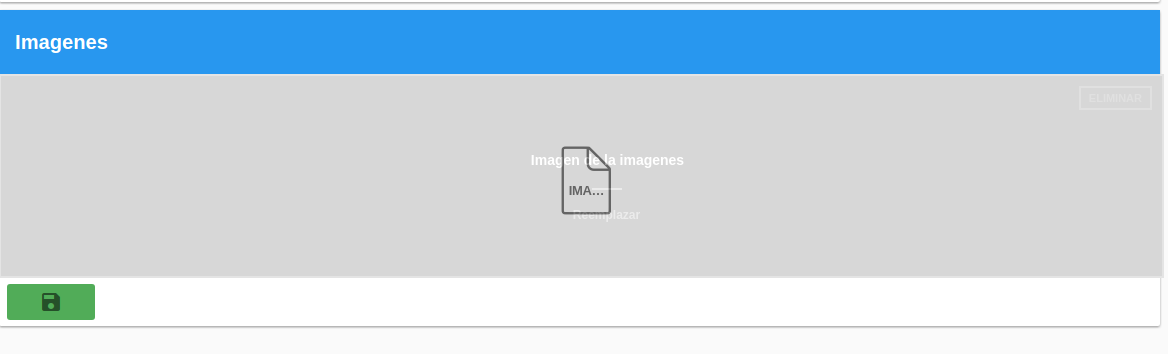 Imagenes
ELIMINAR
Imagen de la imagenes
IMA...
Reemplazar